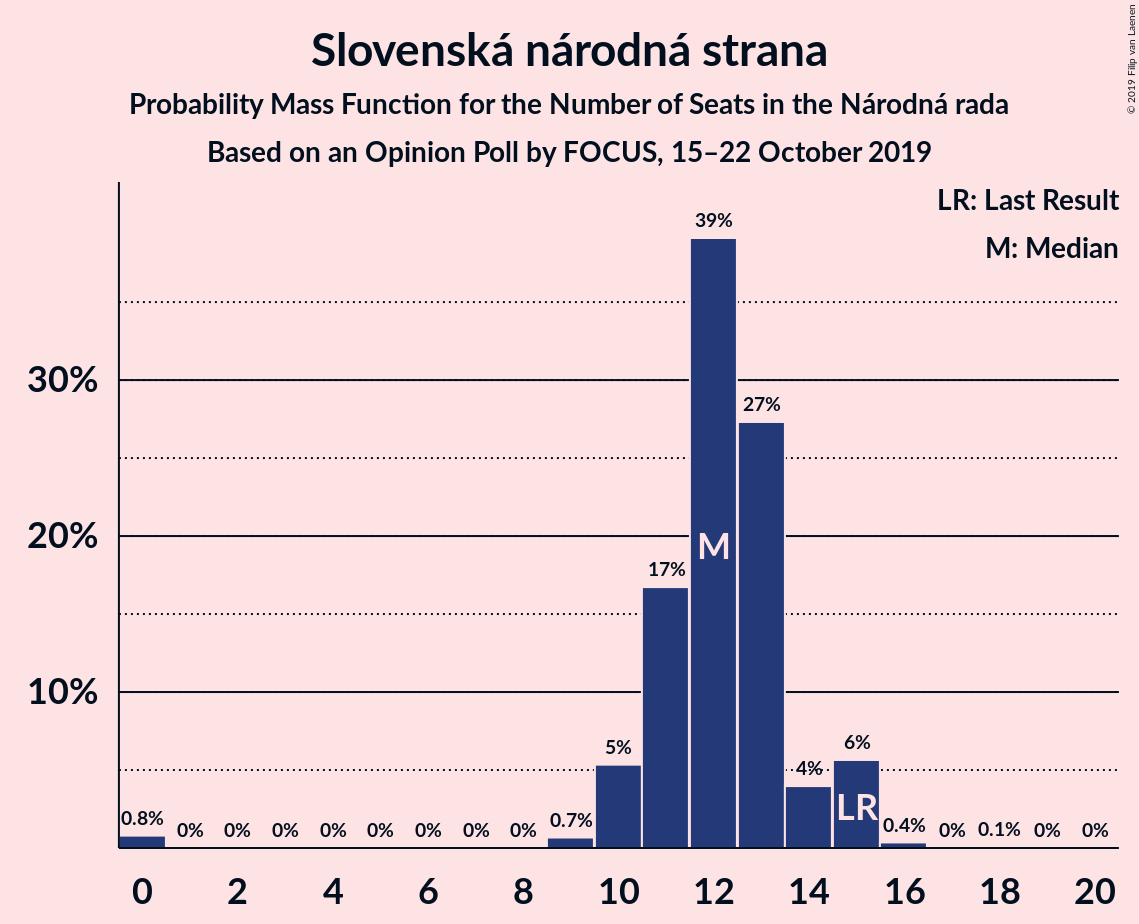 Slovenská národná strana
Probability Mass Function for the Number of Seats in the Národná rada
Based on an Opinion Poll by FOCUS, 15–22 October 2019
© 2019 Filip van Laenen
LR: Last Result
M: Median
39%
30%
27%
20%
M
17%
10%
6%
5%
4%
LR
0.8%
0%
0%
0%
0%
0%
0%
0%
0%
0.7%
0.4%
0%
0.1%
0%
0%
0 2 4 6 8 10 12 14 16 18 20